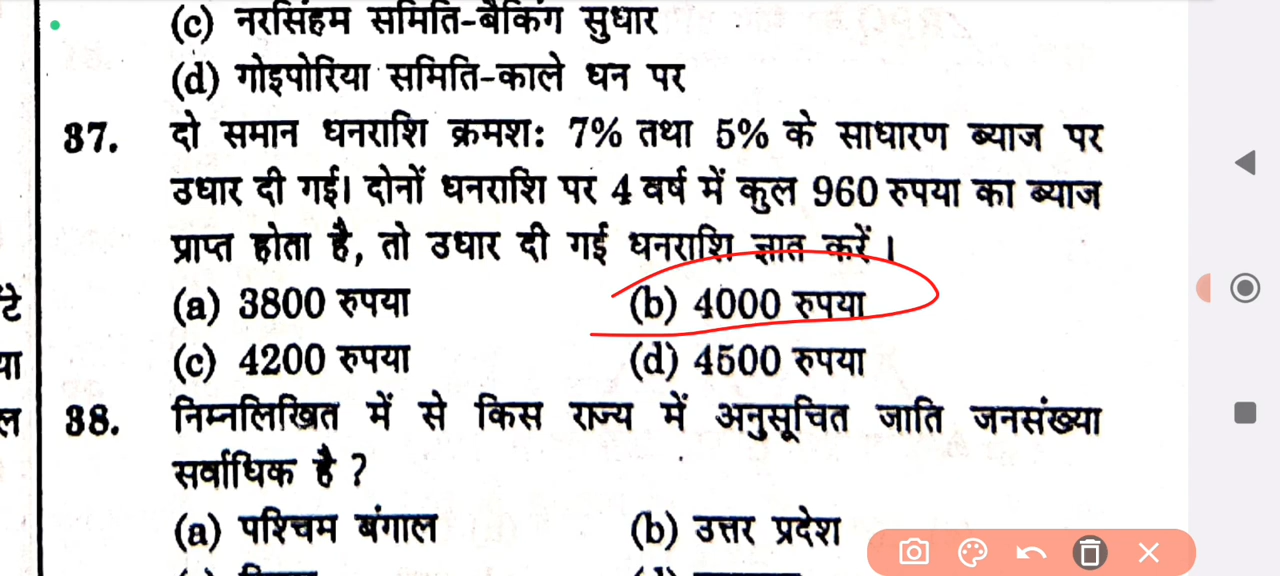 (c) नरसिंहम समिति-बैंकिंग सुधार
(d) गोइपोरिया समिति-काले धन पर
37. दो समान धनराशि क्रमशः 7% तथा 5% के साधारण ब्याज पर
उधार दी गई। दोनों धनराशि पर 4 वर्ष में कुल 960 रुपया का ब्याज
प्राप्त होता है, तो उधार दी गई धनराशि ज्ञात करें।
(a) 3800 रुपया (b) 4000 रुपया
(c) 4200 रुपया (d) 4500 रुपया
38. निम्नलिखित में से किस राज्य में अनुसूचित जाति जनसंख्या
सर्वाधिक है ?
(a) पश्चिम बंगाल (b) उत्तर प्रदेश